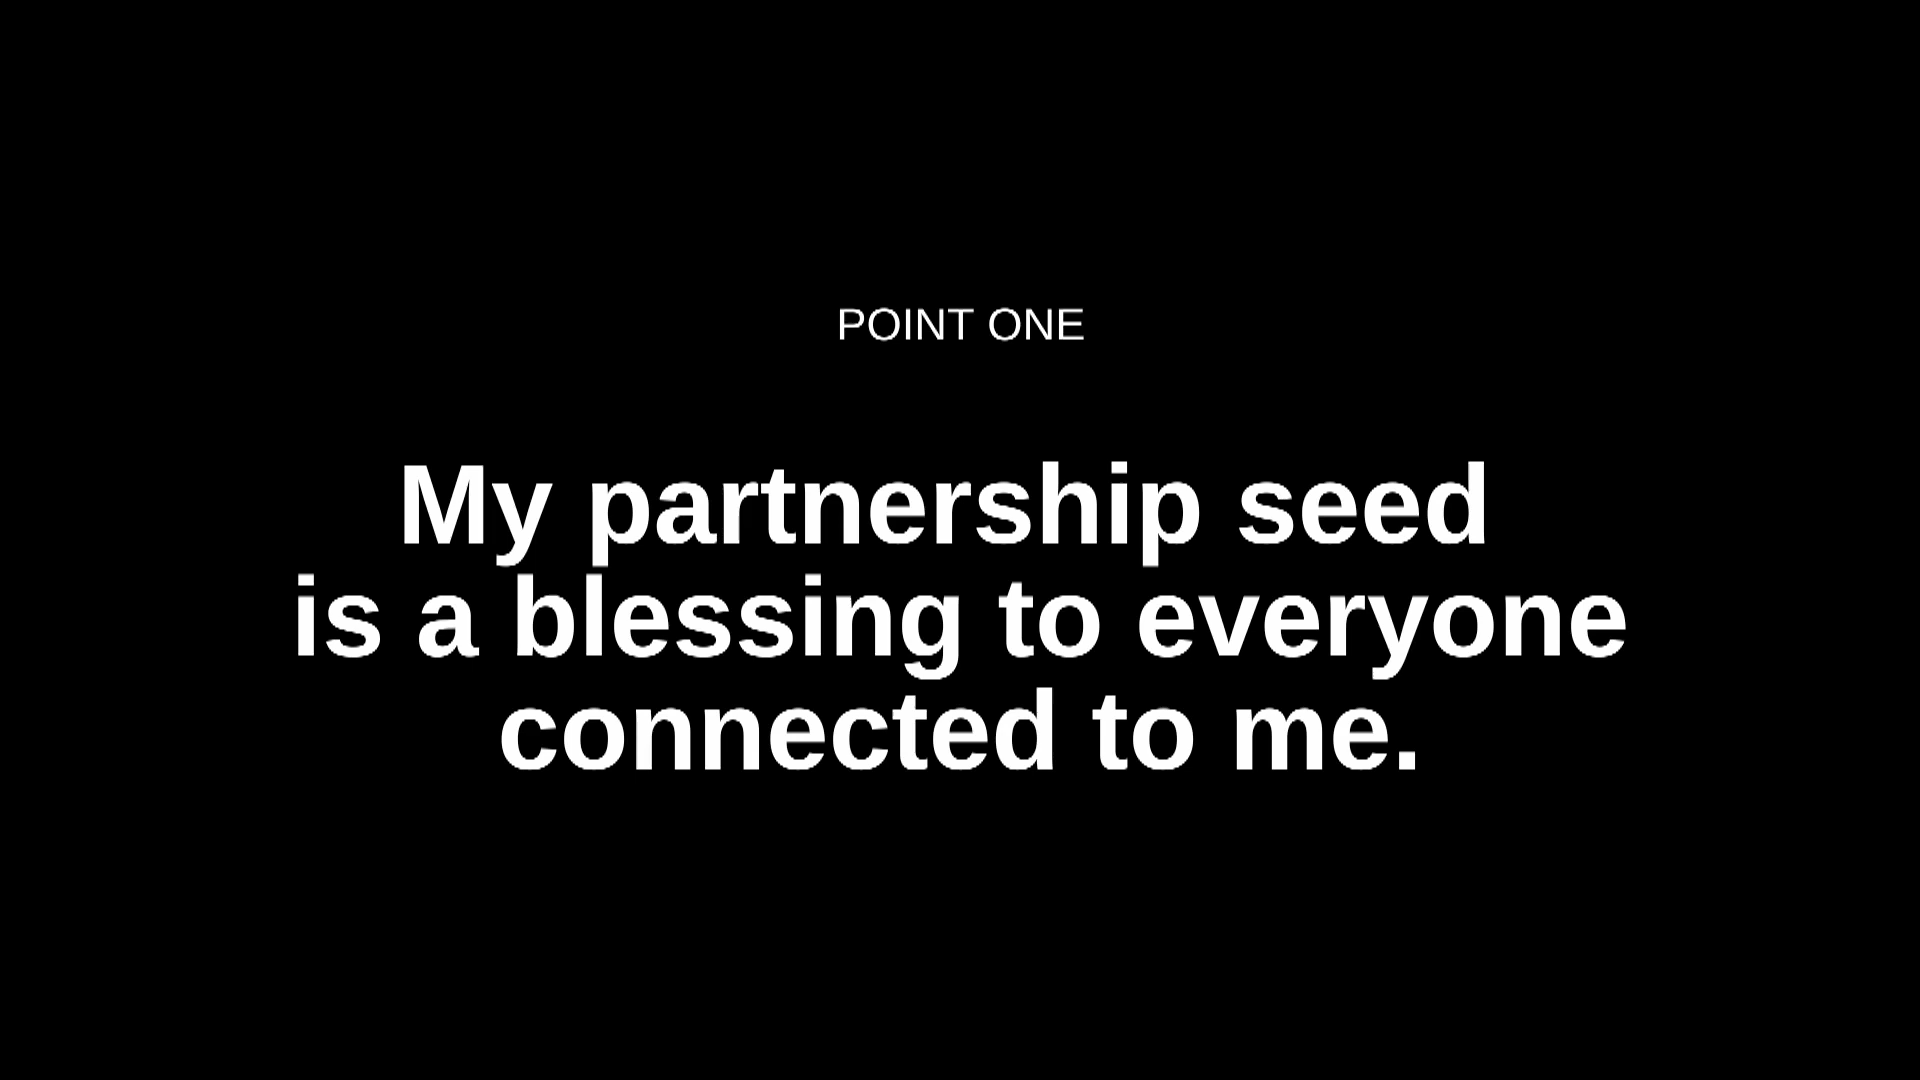 POINT ONE
My partnership seed
is a blessing to everyone
connected to me.